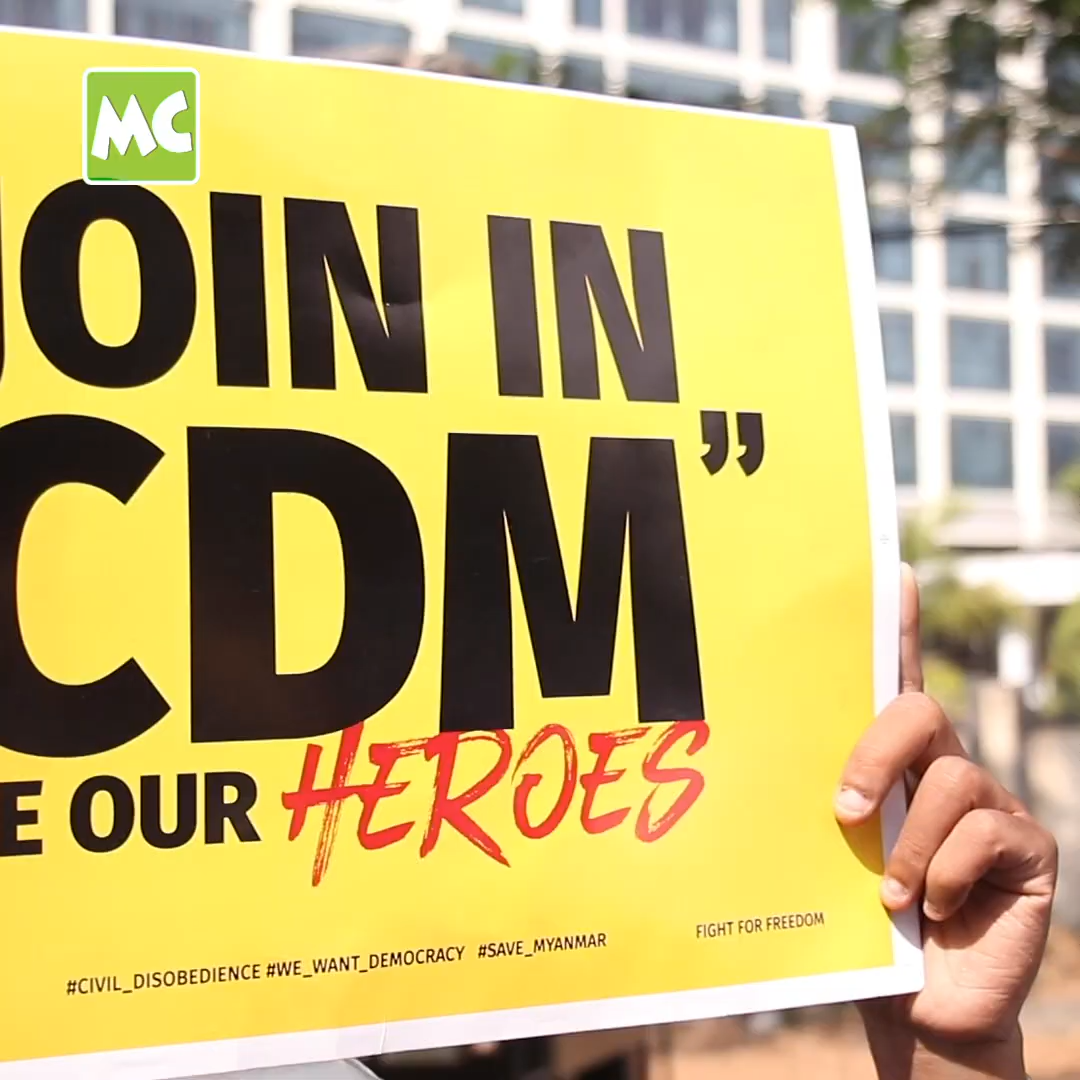 MC
JOIN IN
CDM”
E OUR HEROES
#CIVIL_DISOBEDIENCE #WE_WANT_DEMOCRACY #SAVE_MYANMAR
FIGHT FOR FREEDOM